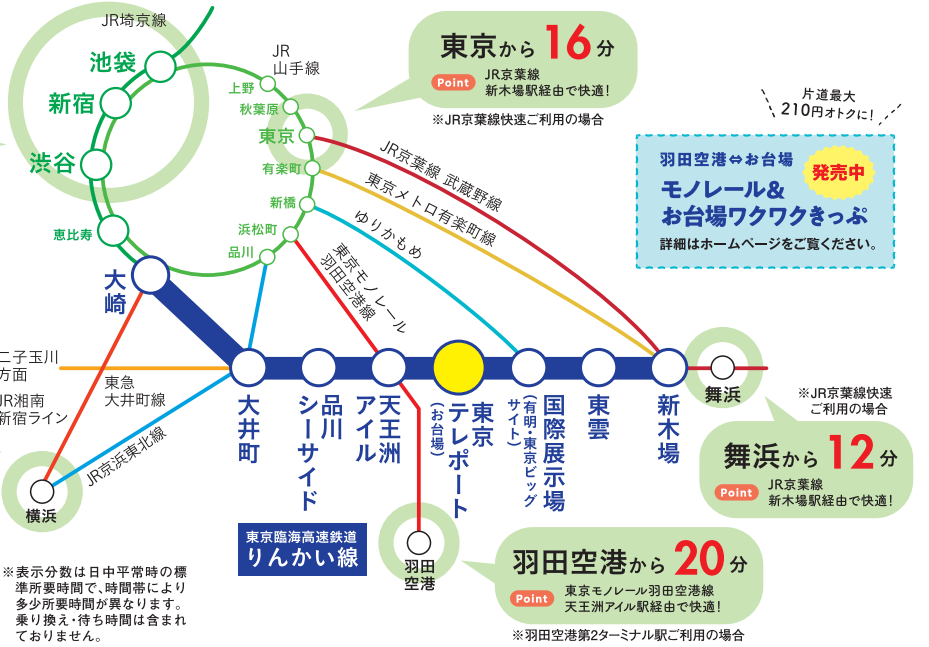 JR埼京線
池袋
新宿
渋谷
恵比寿
大崎
JR
山手線
上野
秋葉原
東京
有楽町
新橋
浜松町
品川
東京から16分
Point
JR京葉線
新木場駅経由で快適!
※JR京葉線快速ご利用の場合
片道最大
210円オトクに!
羽田空港⇔お台場
発売中
モノレール&
お台場ワクワクきっぷ
詳細はホームページをご覧ください。
JR京葉線 武蔵野線
東京メトロ有楽町線
ゆりかもめ
東京モノレール
羽田空港線
二子玉川
方面
東急
大井町線
JR湘南
新宿ライン
JR京浜東北線
横浜
大井町
品川
シーサイド
天王洲
アイル
東京
テレポート
(お台場)
国際展示場
(有明・東京ビッグ
サイト)
東雲
新木場
舞浜
※JR京葉線快速
ご利用の場合
舞浜から12分
Point
JR京葉線
新木場駅経由で快適!
東京臨海高速鉄道
りんかい線
羽田
空港
羽田空港から20分
Point
東京モノレール羽田空港線
天王洲アイル駅経由で快適!
※羽田空港第2ターミナル駅ご利用の場合
※表示分数は日中平常時の標
準所要時間で、時間帯により
多少所要時間が異なります。
乗り換え・待ち時間は含まれ
ておりません。